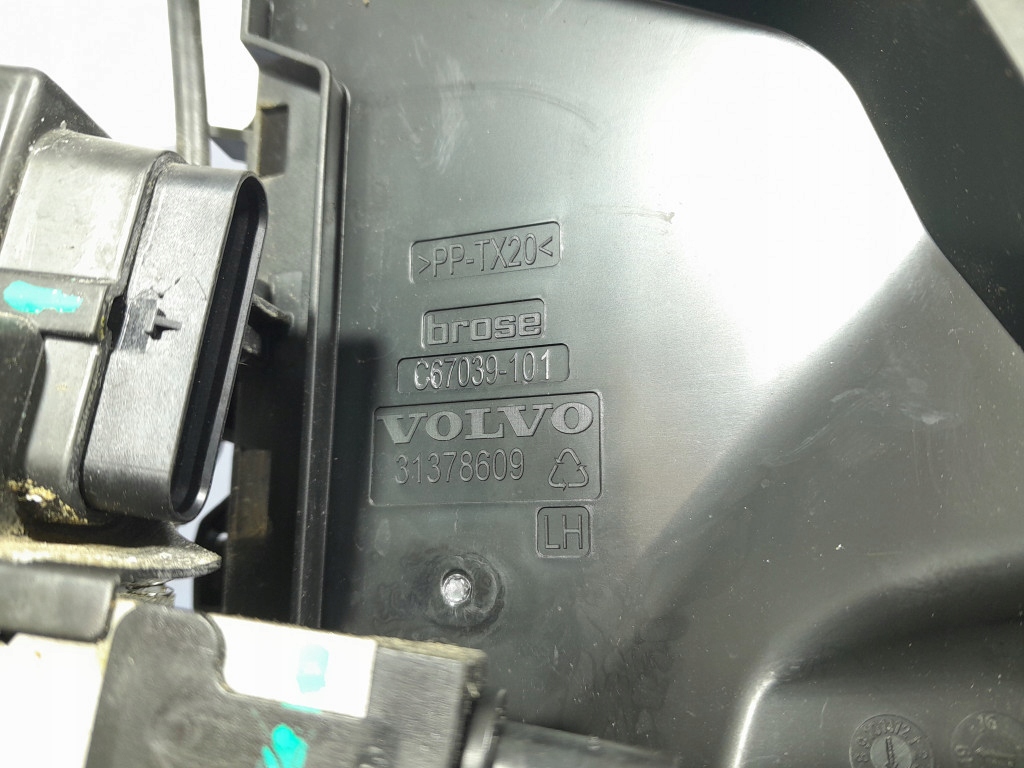 >PP-TX20<
brose
C67039-101
VOLVO
31378609
LH